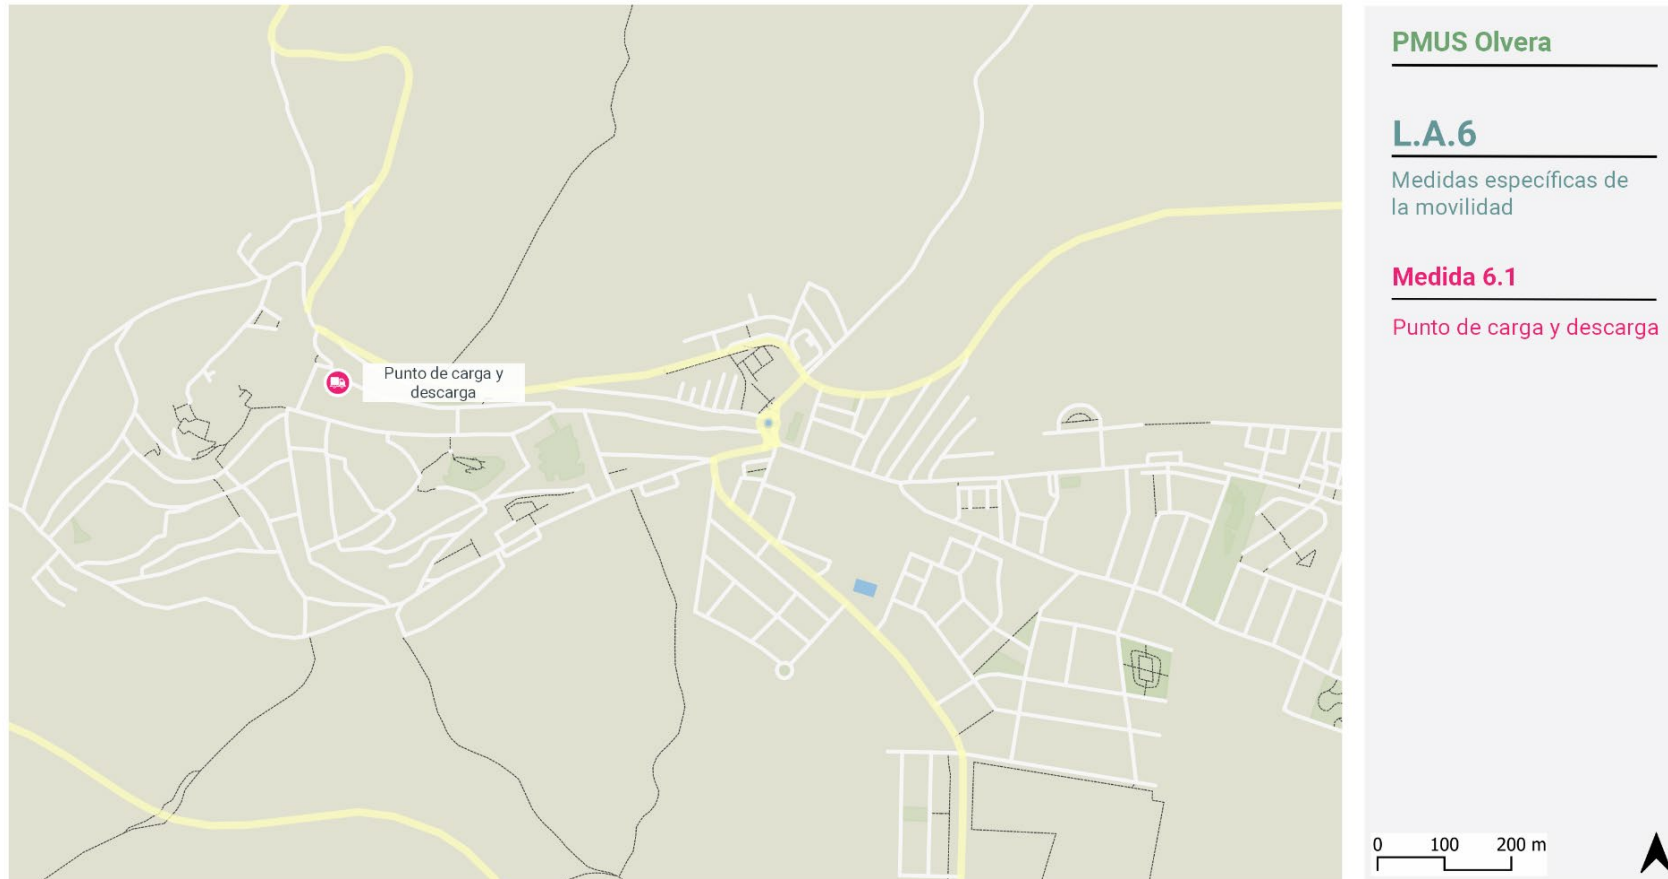 Punto de carga y
descarga
PMUS Olvera
L.A.6
Medidas específicas de
la movilidad
Medida 6.1
Punto de carga y descarga
0 100 200 m